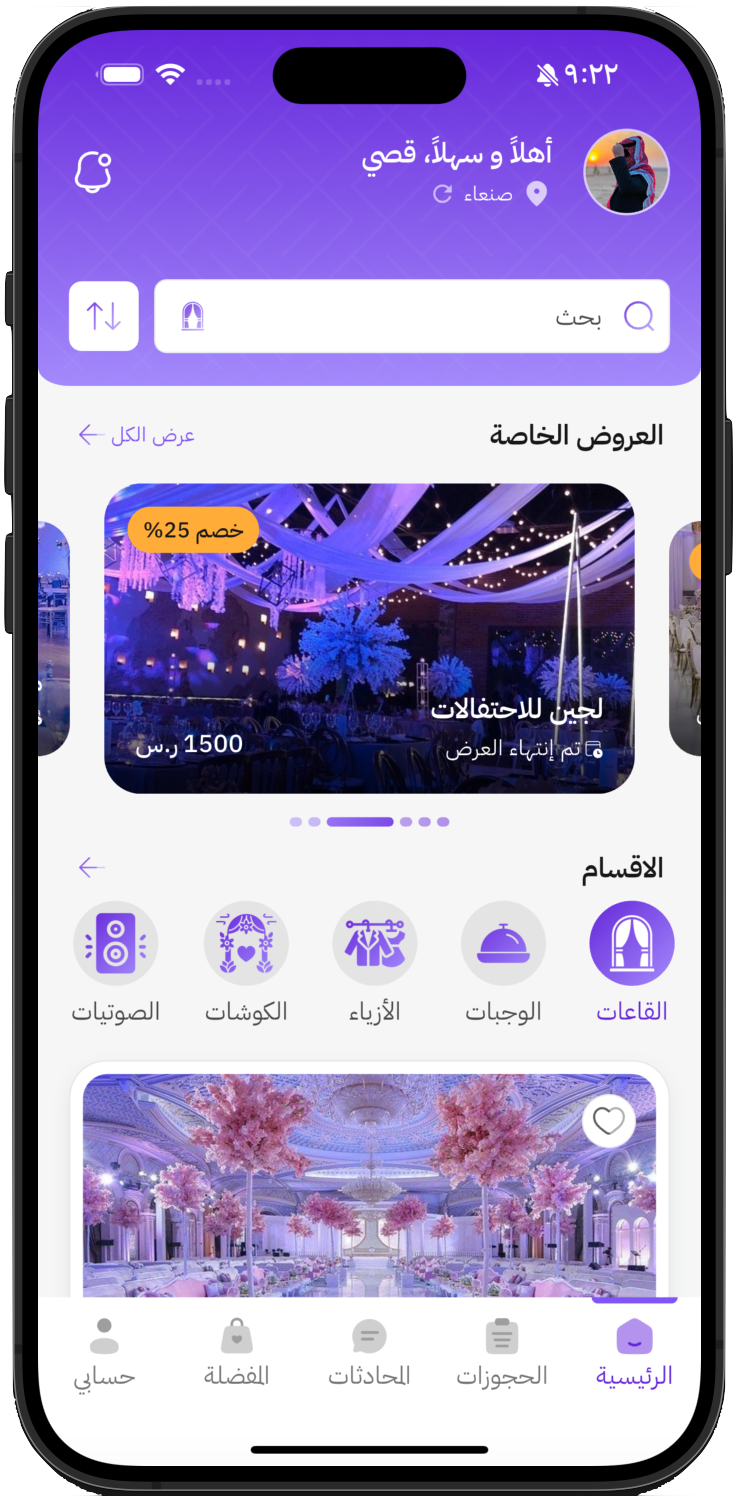 ٩:٢٢
أهلاً و سهلاً، قصي
صنعاء
بحث
العروض الخاصة
عرض الكل
خصم 25%
لجين للاحتفالات
تم إنتهاء العرض
1500 ر.س
الاقسام
القاعات
الوجبات
الأزياء
الكوشات
الصوتيات
الرئيسية
الحجوزات
المحادثات
المفضلة
حسابي